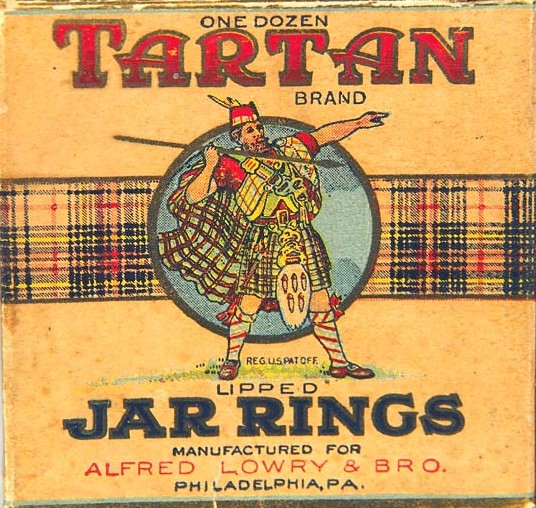 ONE DOZEN
TARTAN
BRAND
REG.U.S.PAT.OFF.
LIPPED
JAR RINGS
MANUFACTURED FOR
ALFRED LOWRY & BRO.
PHILADELPHIA, PA.